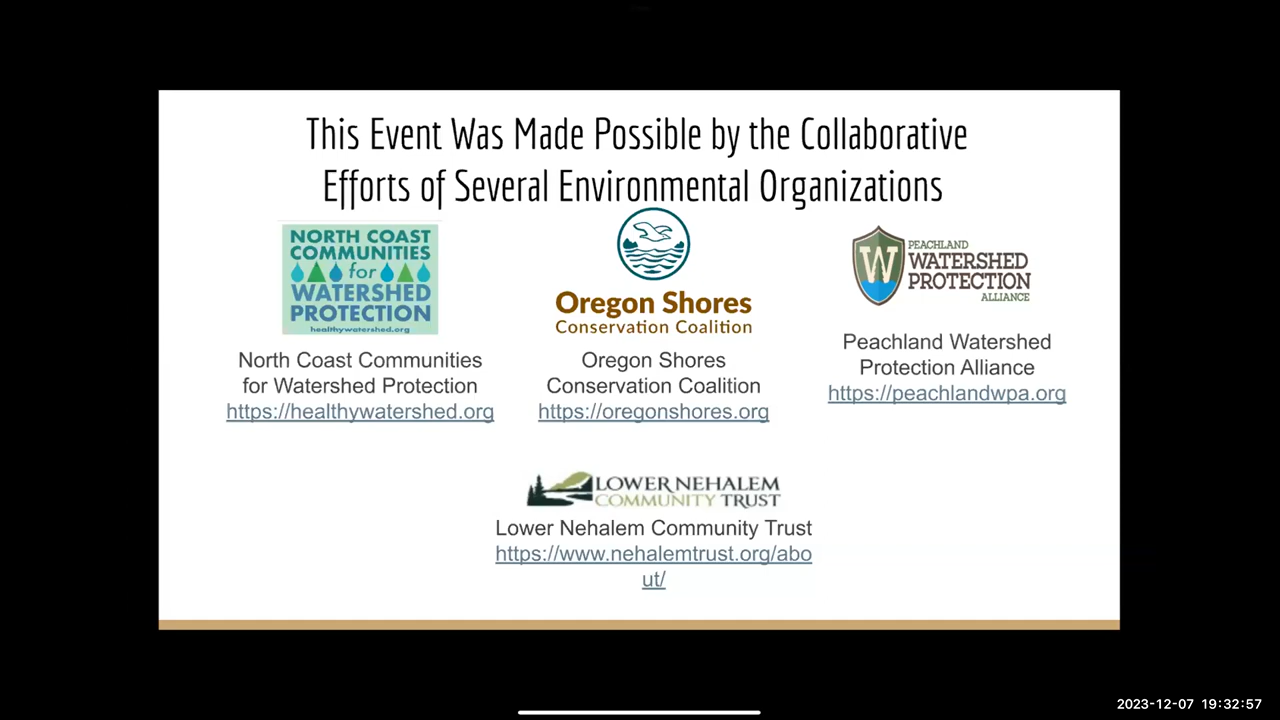 This Event Was Made Possible by the Collaborative
Efforts of Several Environmental Organizations
NORTH COAST
COMMUNITIES
for
WATERSHED
PROTECTION
healthywatershed.org
North Coast Communities
for Watershed Protection
https://healthywatershed.org
Oregon Shores
Conservation Coalition
Oregon Shores
Conservation Coalition
https://oregonshores.org
W
PEACHLAND
WATERSHED
PROTECTION
ALLIANCE
Peachland Watershed
Protection Alliance
https://peachlandwpa.org
LOWER NEHALEM
COMMUNITY TRUST
Lower Nehalem Community Trust
https://www.nehalemtrust.org/abo
ut/
2023-12-07 19:32:57